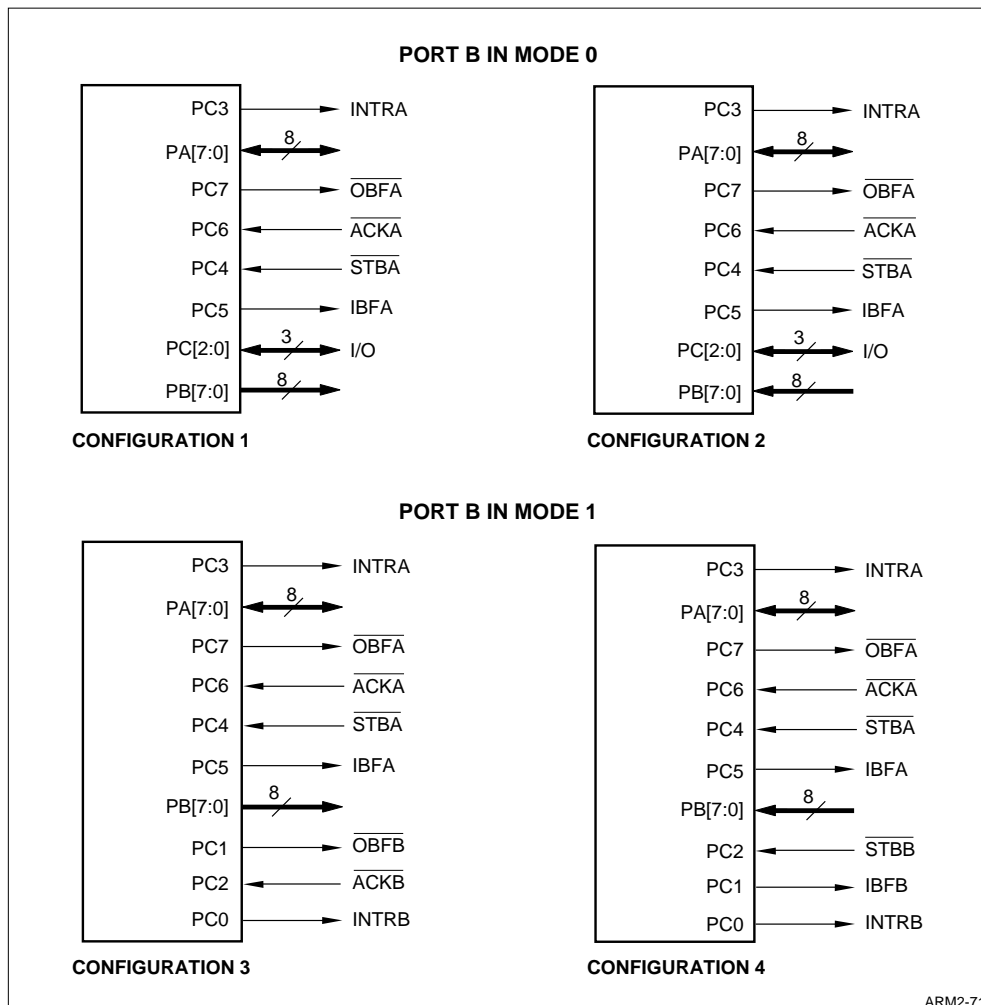 PORT B IN MODE 0
PC3 INTRA
8
PA[7:0]
PC7 OBFA
PC6 ACKA
PC4 STBA
PC5 IBFA
3
PC[2:0] I/O
8
PB[7:0]
CONFIGURATION 1
PC3 INTRA
8
PA[7:0]
PC7 OBFA
PC6 ACKA
PC4 STBA
PC5 IBFA
3
PC[2:0] I/O
8
PB[7:0]
CONFIGURATION 2
PORT B IN MODE 1
PC3 INTRA
8
PA[7:0]
PC7 OBFA
PC6 ACKA
PC4 STBA
PC5 IBFA
8
PB[7:0]
PC1 OBFB
PC2 ACKB
PC0 INTRB
CONFIGURATION 3
PC3 INTRA
8
PA[7:0]
PC7 OBFA
PC6 ACKA
PC4 STBA
PC5 IBFA
8
PB[7:0]
PC2 STBB
PC1 IBFB
PC0 INTRB
CONFIGURATION 4